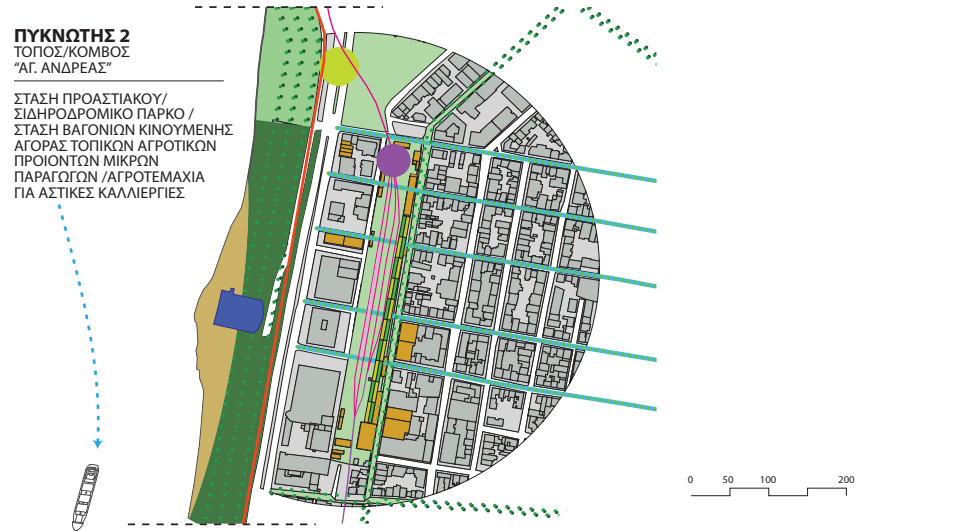 ΠΥΚΝΩΤΗΣ 2
ΤΟΠΟΣ/ΚΟΜΒΟΣ
“ΑΓ. ΑΝΔΡΕΑΣ”
ΣΤΑΣΗ ΠΡΟΑΣΤΙΑΚΟΥ/
ΣΙΔΗΡΟΔΡΟΜΙΚΟ ΠΑΡΚΟ /
ΣΤΑΣΗ ΒΑΓΟΝΙΩΝ ΚΙΝΟΥΜΕΝΗΣ
ΑΓΟΡΑΣ ΤΟΠΙΚΩΝ ΑΓΡΟΤΙΚΩΝ
ΠΡΟΙΟΝΤΩΝ ΜΙΚΡΩΝ
ΠΑΡΑΓΩΓΩΝ /ΑΓΡΟΤΕΜΑΧΙΑ
ΓΙΑ ΑΣΤΙΚΕΣ ΚΑΛΛΙΕΡΓΙΕΣ
0 50 100 200